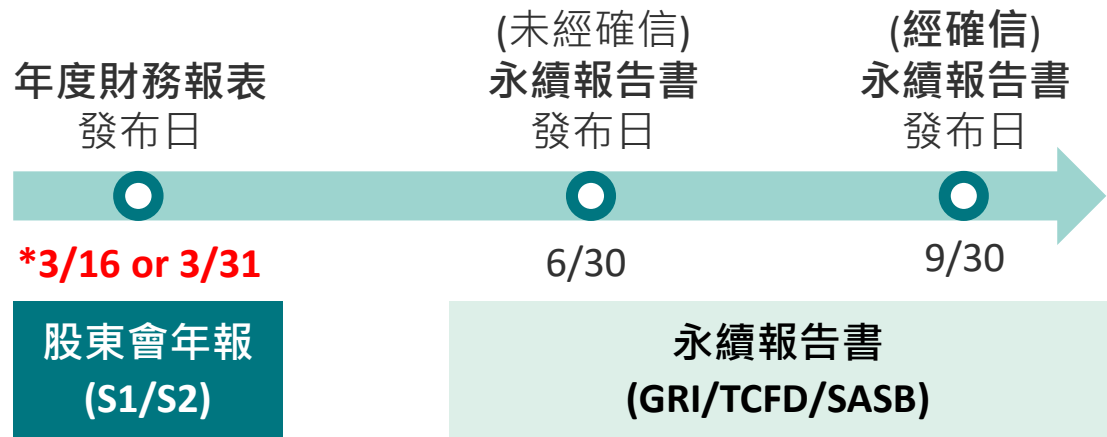 年度財務報表
發布日
(未經確信)
永續報告書
發布日
(經確信)
永續報告書
發布日
*3/16 or 3/31
6/30
9/30
股東會年報
(S1/S2)
永續報告書
(GRI/TCFD/SASB)